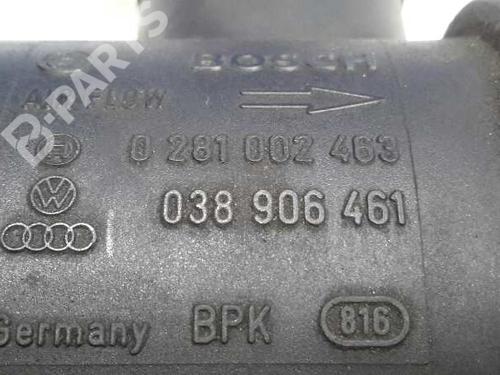 BOSCH
AIR FLOW
0 281 002 463
038 906 461
Germany BPK 816
B-PARTS